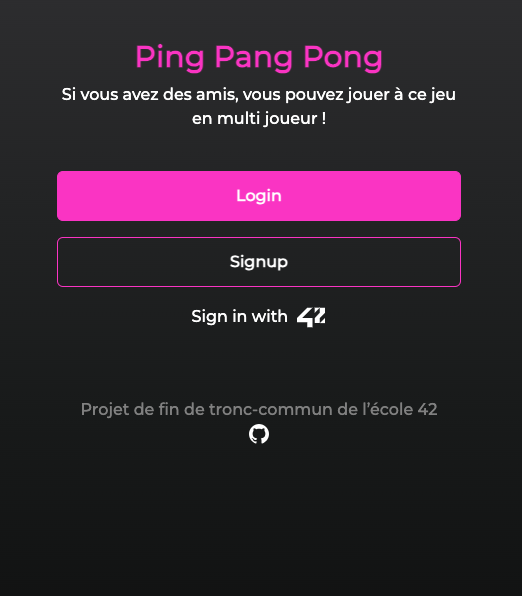 Ping Pang Pong
Si vous avez des amis, vous pouvez jouer à ce jeu
en multi joueur !
Login
Signup
Sign in with 42
Projet de fin de tronc-commun de l’école 42